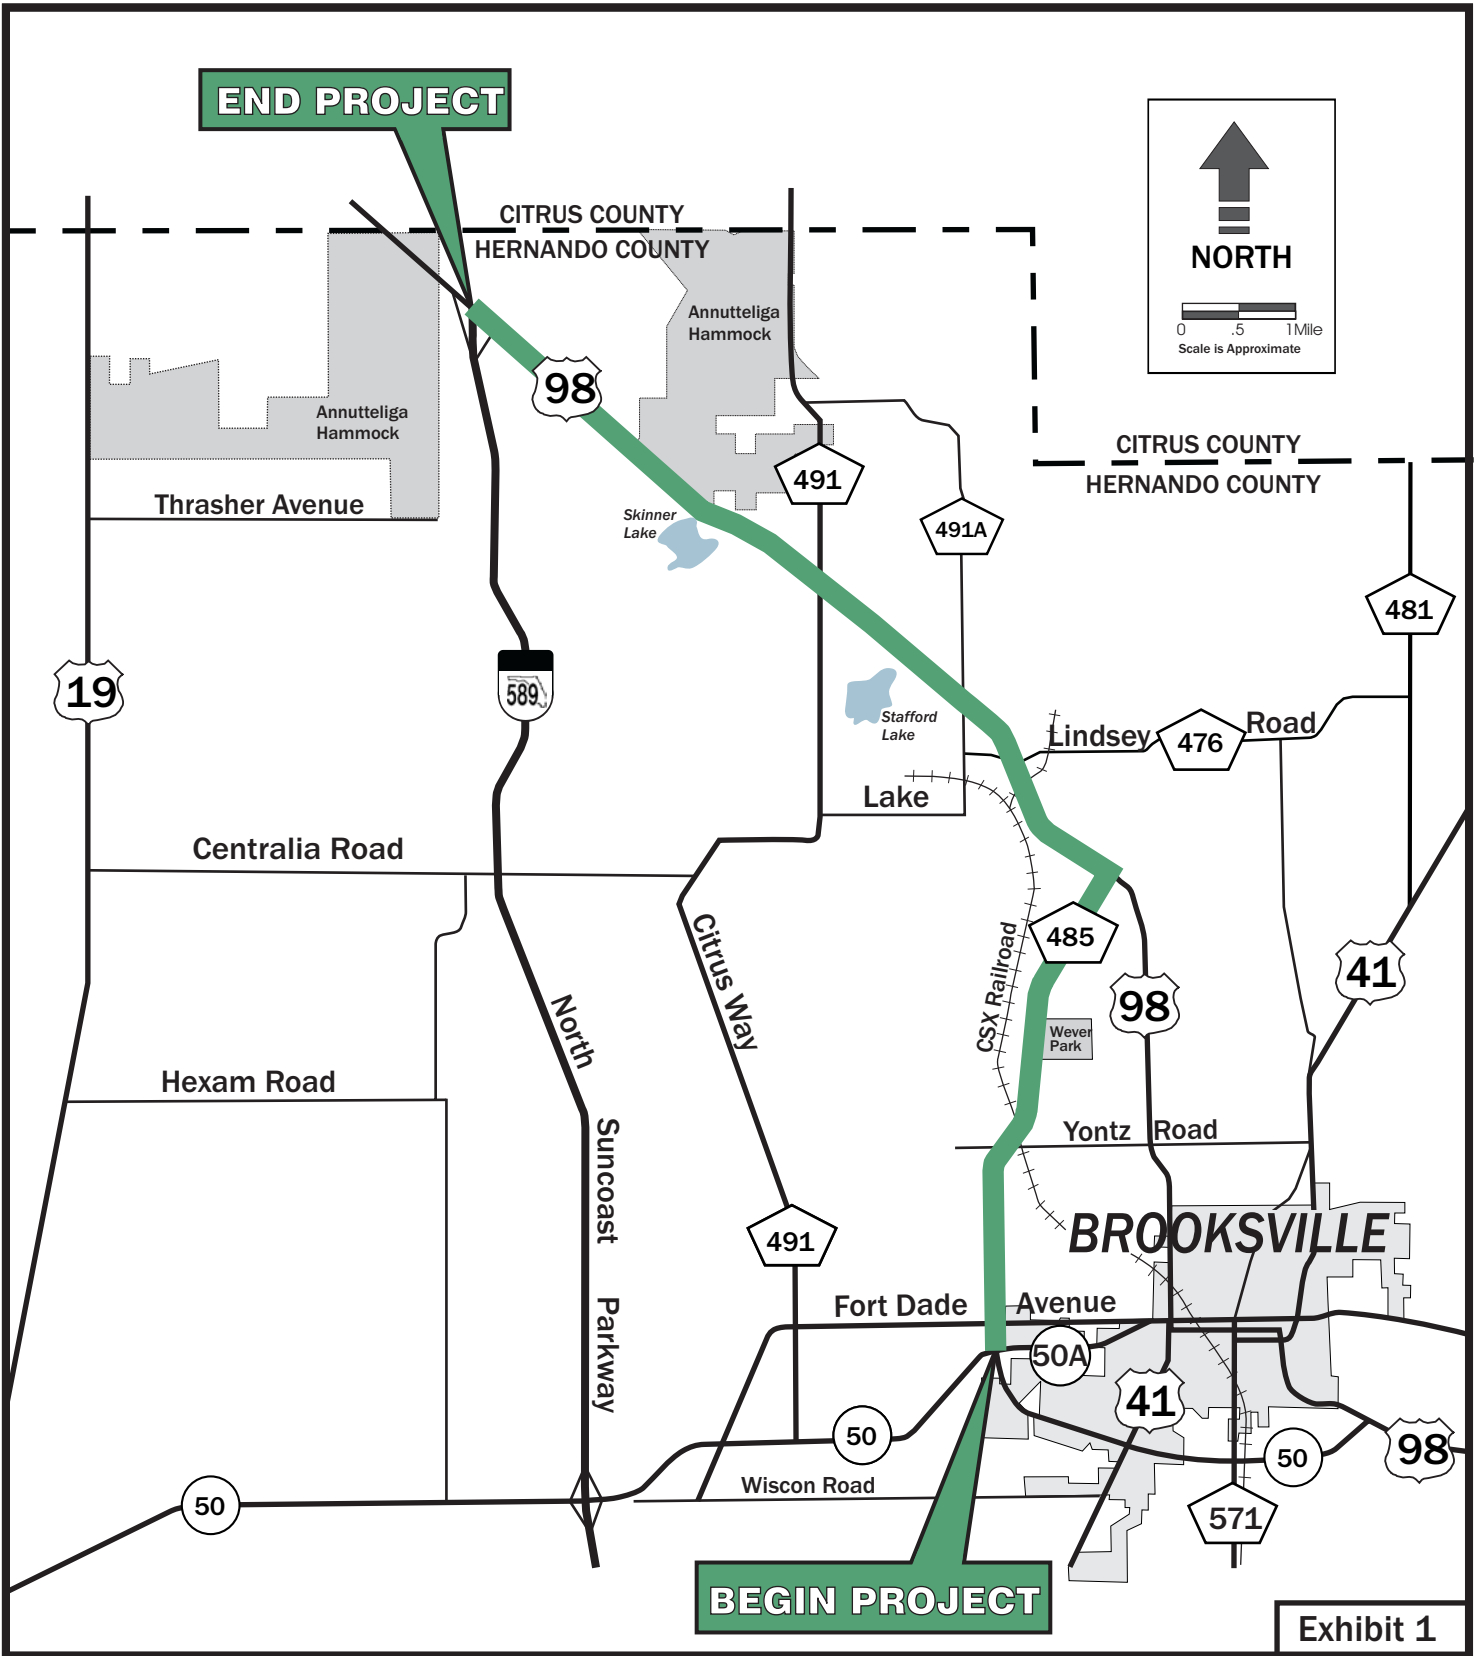 END PROJECT
CITRUS COUNTY
HERNANDO COUNTY
NORTH
0 .5 1Mile
Scale is Approximate
Annutteliga
Hammock
98
Annutteliga
Hammock
CITRUS COUNTY
HERNANDO COUNTY
491
Thrasher Avenue
Skinner
Lake
491A
481
19
589
Stafford
Lake
Lindsey
476
Road
Lake
Centralia Road
485
Citrus Way
CSX Railroad
41
98
North
Wever
Park
Hexam Road
Suncoast
Yontz Road
491
BROOKSVILLE
Parkway
Fort Dade Avenue
50A
41
50
50
98
Wiscon Road
50
571
BEGIN PROJECT
Exhibit 1